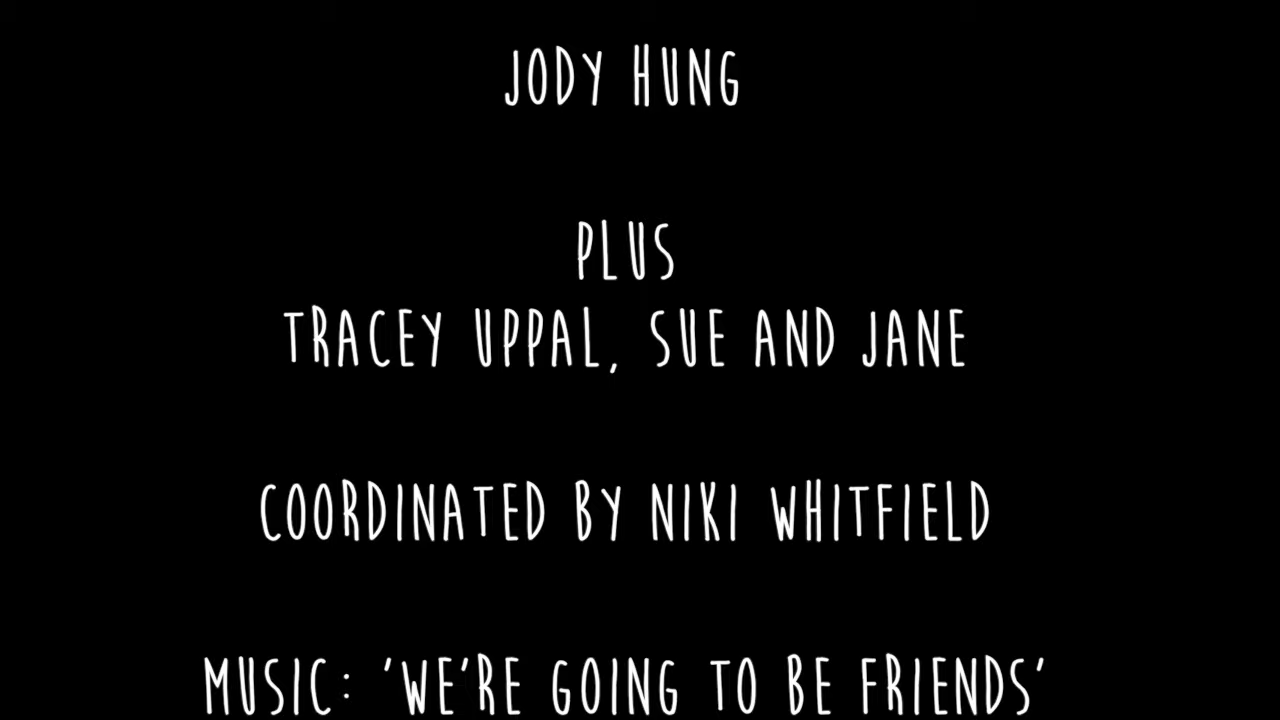 JODY HUNG
PLUS
TRACEY UPPAL, SUE AND JANE
COORDINATED BY NIKI WHITFIELD
MUSIC: 'WE'RE GOING TO BE FRIENDS'